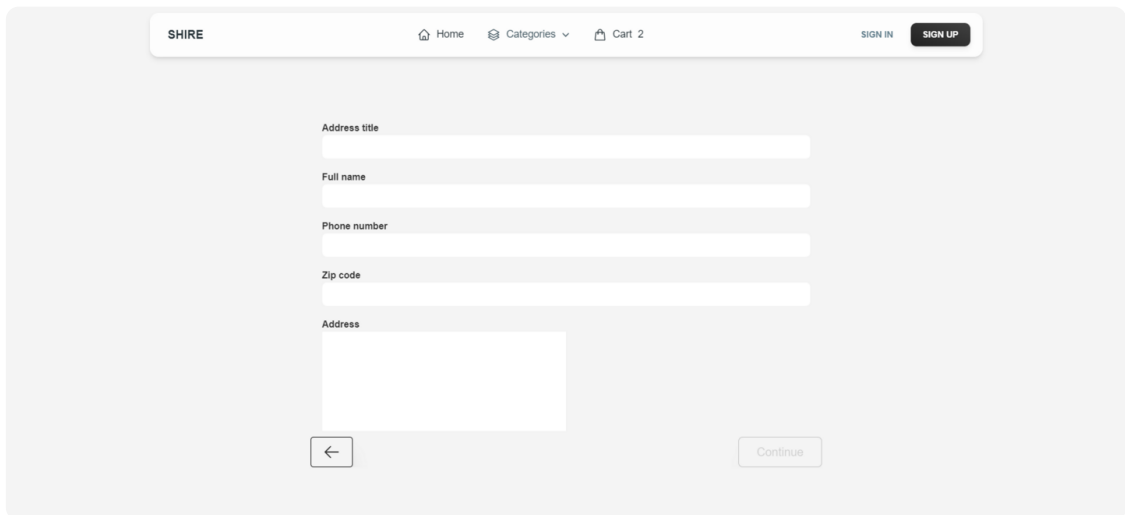 SHIRE
Home
Categories
Cart 2
SIGN IN
SIGN UP
Address title
Full name
Phone number
Zip code
Address
Continue